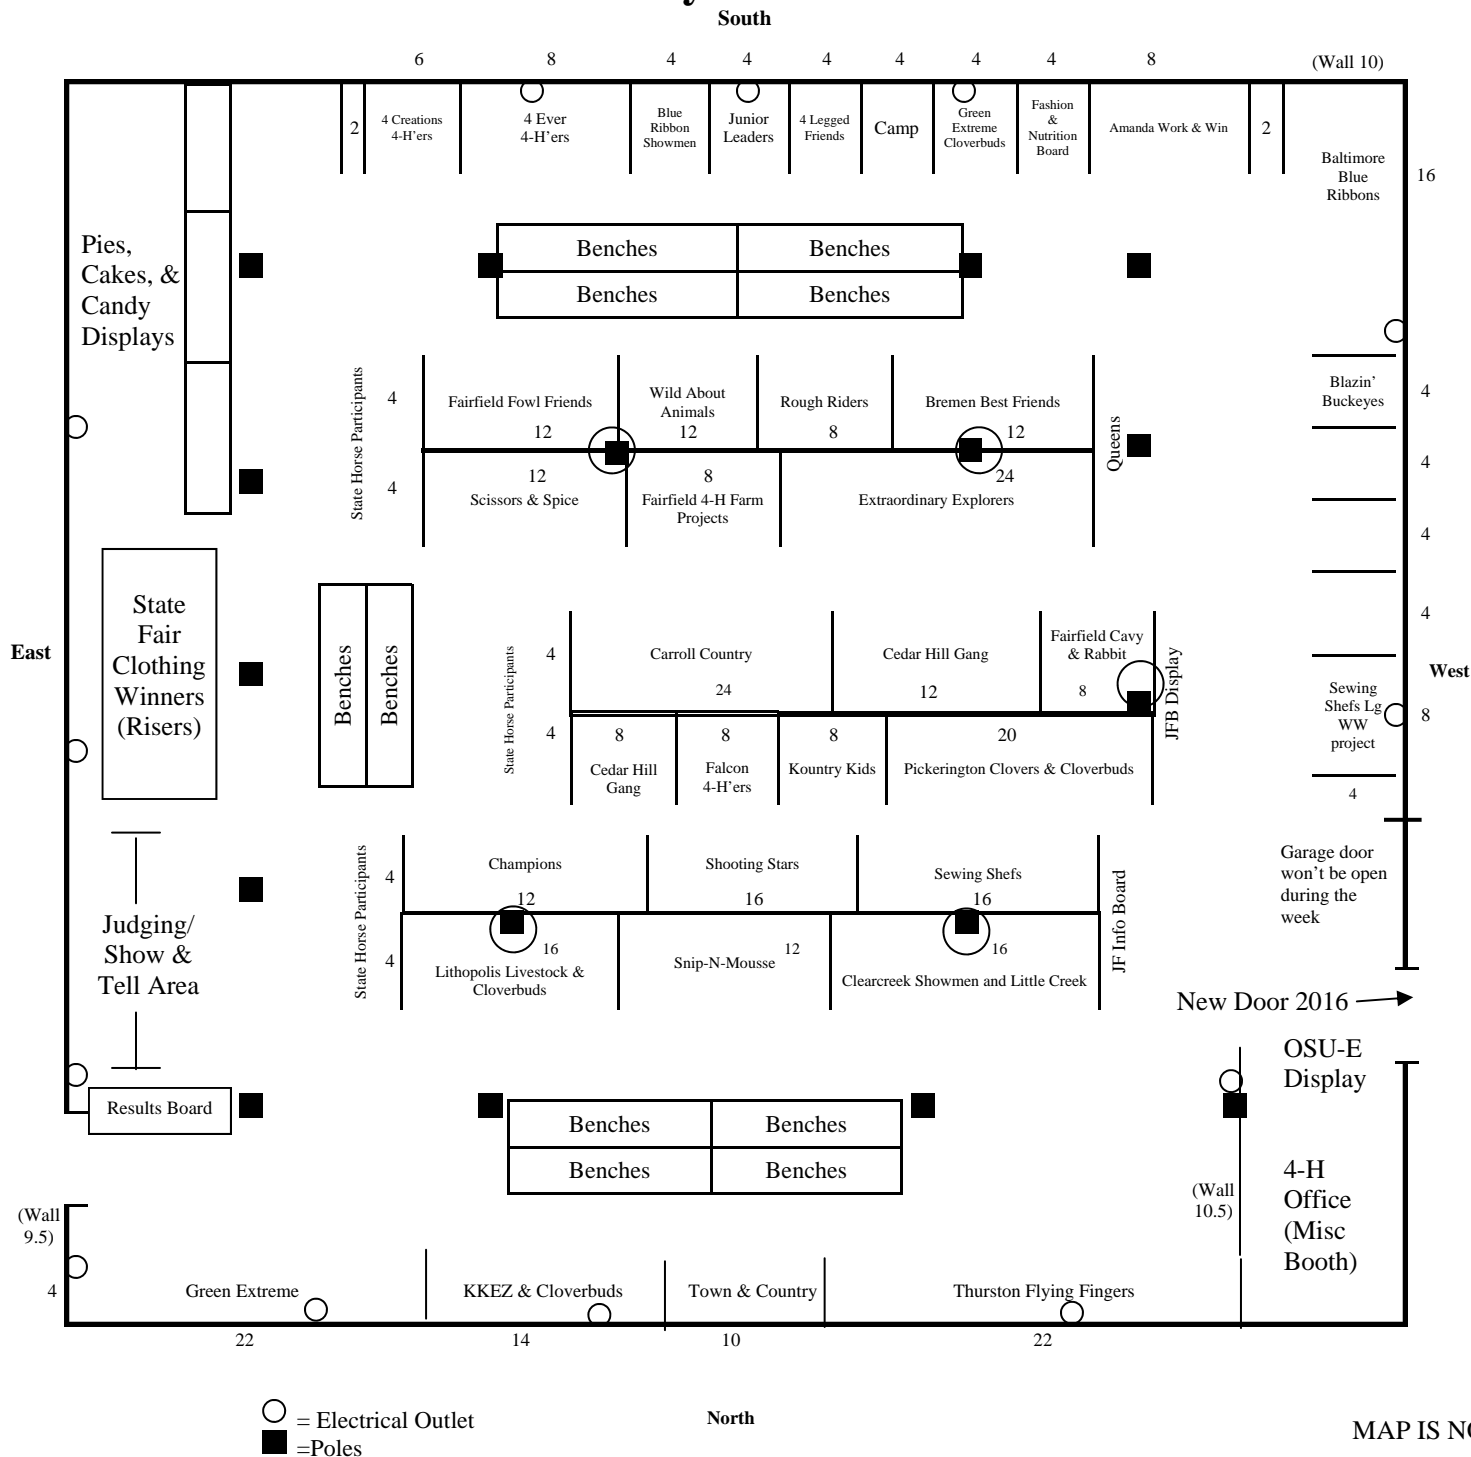 South
6 8 4 4 4 4 4 4 8 (Wall 10)
2
4 Creations
4-H'ers
4 Ever
4-H'ers
Blue
Ribbon
Showmen
Junior
Leaders
4 Legged
Friends
Camp
Green
Extreme
Cloverbuds
Fashion
&
Nutrition
Board
Amanda Work & Win
2
Baltimore
Blue
Ribbons
16
Pies,
Cakes, &
Candy
Displays
Benches Benches
Benches Benches
State Horse Participants
4
4
Fairfield Fowl Friends
12
Wild About
Animals
12
Rough Riders
8
Bremen Best Friends
12
12
Scissors & Spice
8
Fairfield 4-H Farm
Projects
24
Extraordinary Explorers
Queens
Blazin'
Buckeyes
4
4
4
4
East
State
Fair
Clothing
Winners
(Risers)
Benches
Benches
State Horse Participants
4
4
Carroll Country
24
Cedar Hill Gang
12
Fairfield Cavy
& Rabbit
8
8
Cedar Hill
Gang
8
Falcon
4-H'ers
8
Kountry Kids
20
Pickerington Clovers & Cloverbuds
JFB Display
West
Sewing
Shefs Lg
WW
project
8
4
Garage door
won't be open
during the
week
Judging/
Show &
Tell Area
State Horse Participants
4
4
Champions
12
Shooting Stars
16
Sewing Shefs
16
16
Lithopolis Livestock &
Cloverbuds
12
Snip-N-Mousse
16
Clearcreek Showmen and Little Creek
JF Info Board
New Door 2016
OSU-E
Display
Results Board
Benches Benches
Benches Benches
(Wall
10.5)
4-H
Office
(Misc
Booth)
(Wall
9.5)
4
Green Extreme
KKEZ & Cloverbuds
Town & Country
Thurston Flying Fingers
22 14 10 22
= Electrical Outlet
=Poles
North
MAP IS